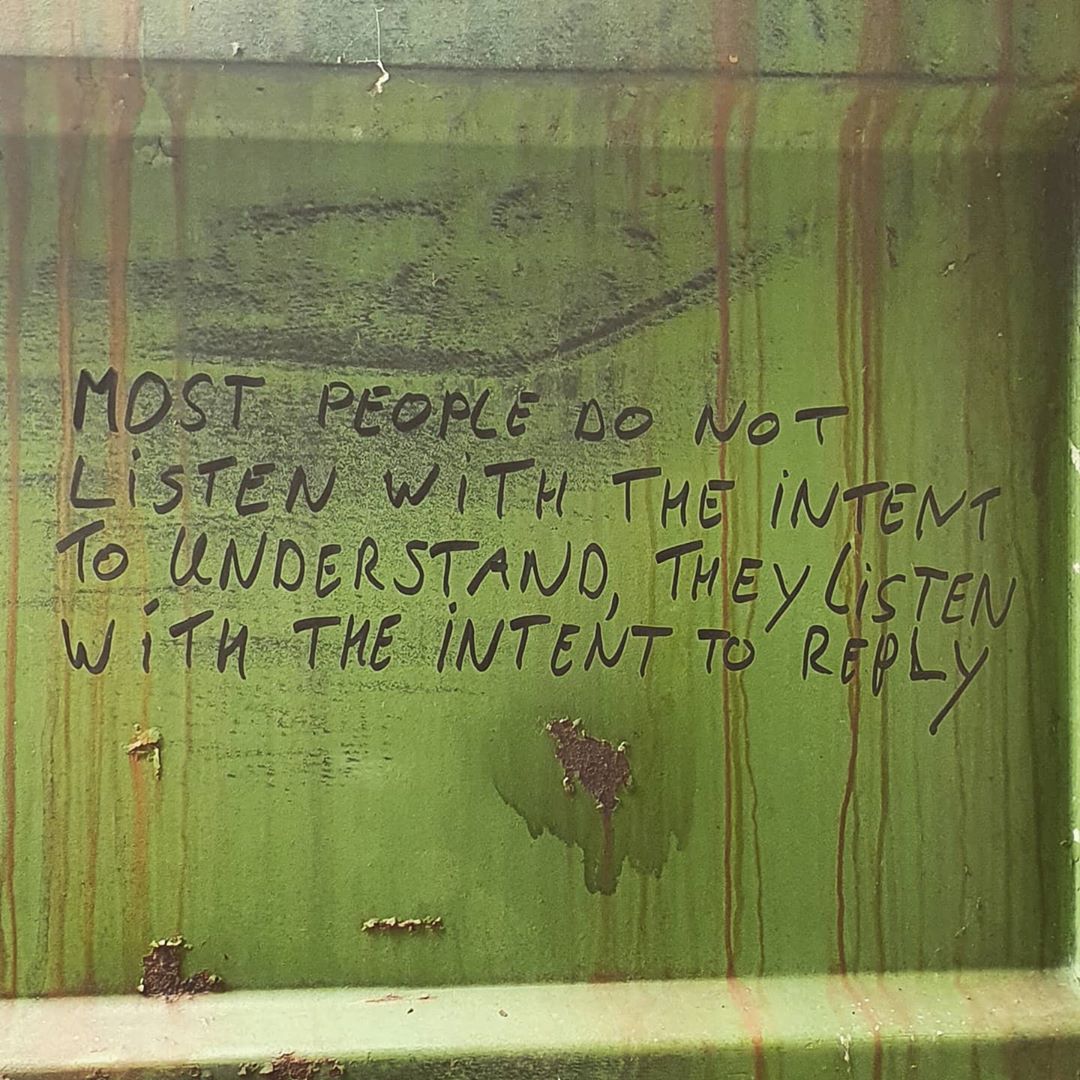 MOST PEOPLE DO NOT
LiSTEN WiTH THE iNTENT
TO UNDERSTAND, THEY LiSTEN
WiTH THE iNTENT TO REPLY